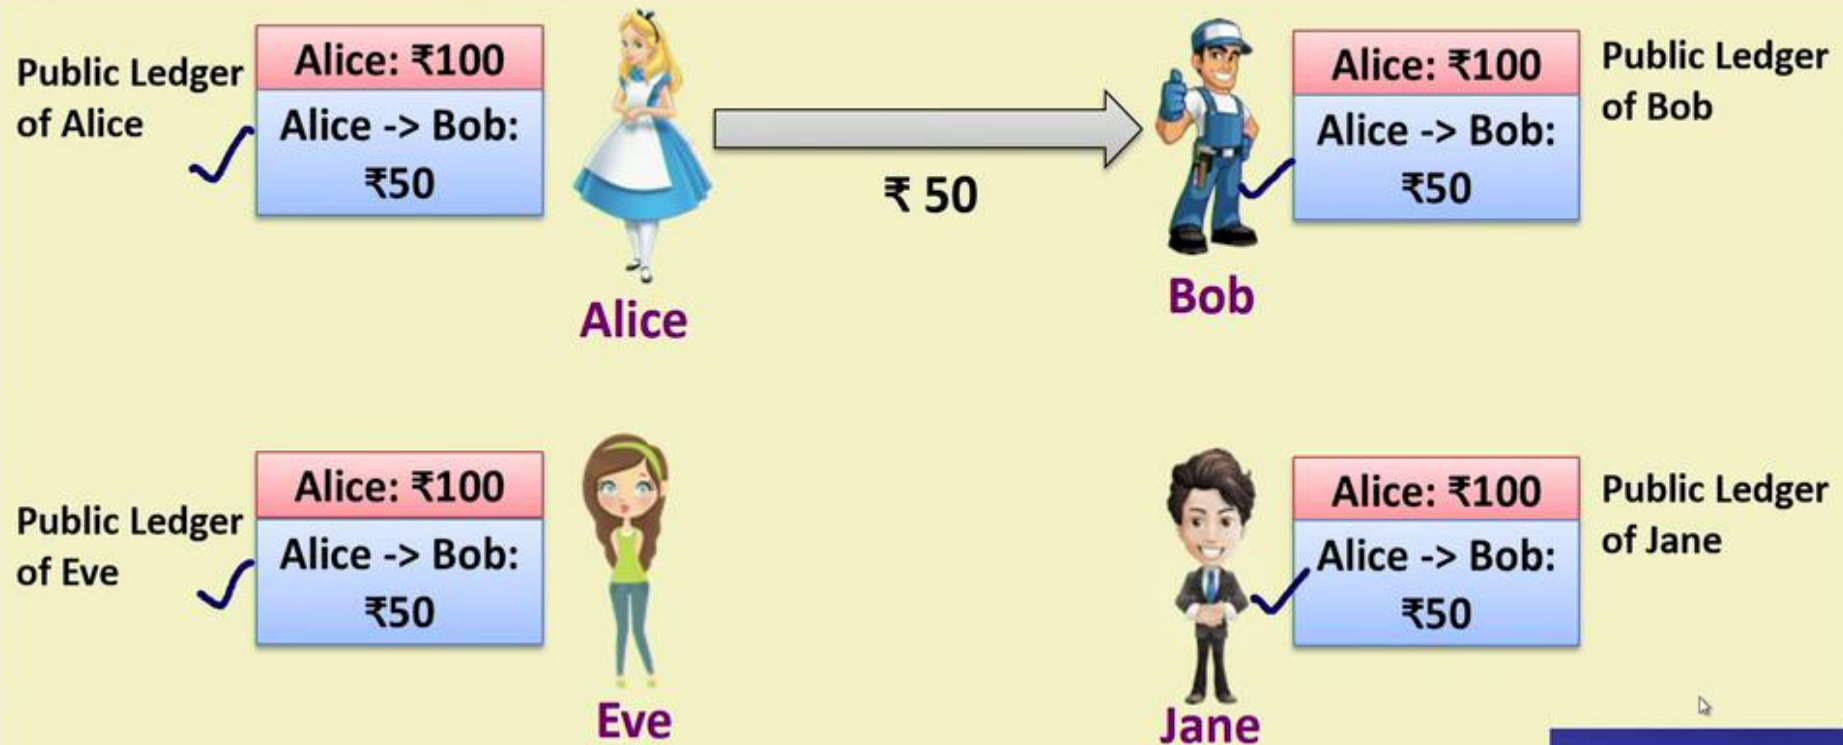 Public Ledger
of Alice
Alice: ₹100
Alice -> Bob:
₹50
Alice
₹ 50
Bob
Alice: ₹100
Alice -> Bob:
₹50
Public Ledger
of Bob
Public Ledger
of Eve
Alice: ₹100
Alice -> Bob:
₹50
Eve
Jane
Alice: ₹100
Alice -> Bob:
₹50
Public Ledger
of Jane